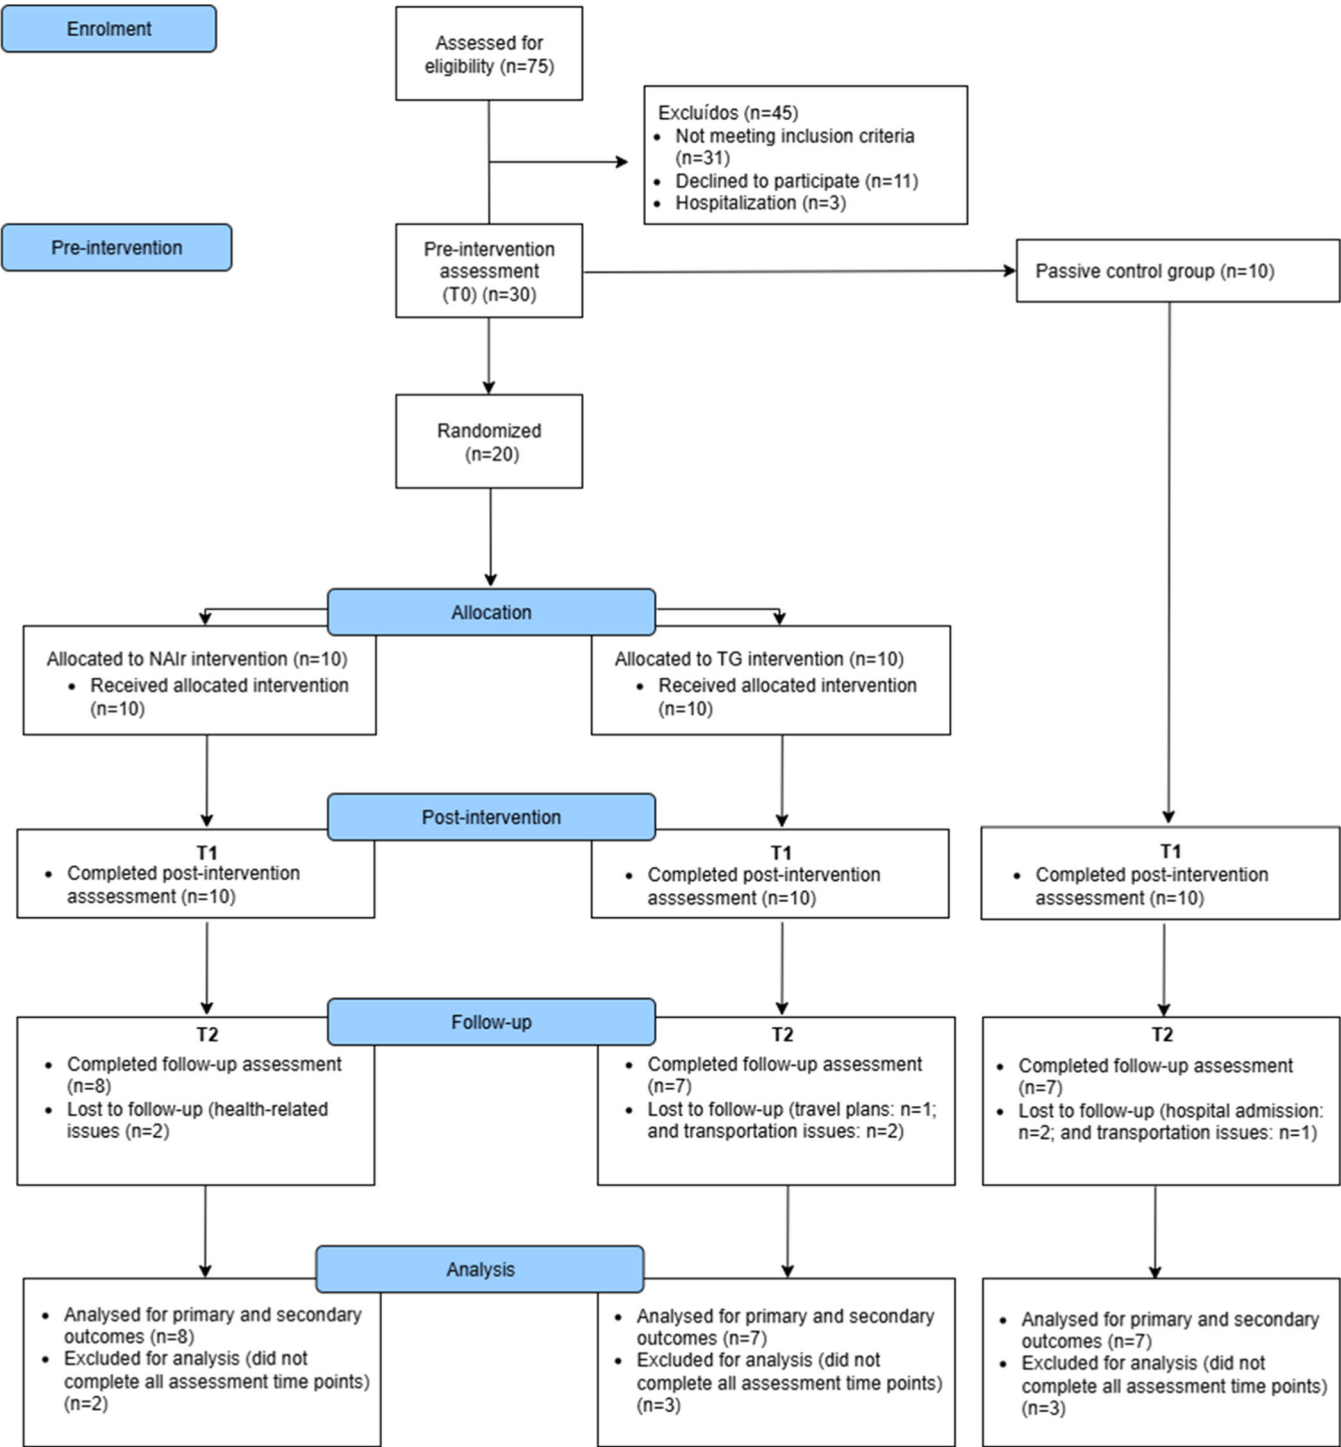 Enrolment
Assessed for
eligibility (n=75)
Excluídos (n=45)
• Not meeting inclusion criteria
(n=31)
• Declined to participate (n=11)
• Hospitalization (n=3)
Pre-intervention
Pre-intervention
assessment
(T0) (n=30)
Passive control group (n=10)
Randomized
(n=20)
Allocation
Allocated to NAIr intervention (n=10)
• Received allocated intervention
(n=10)
Allocated to TG intervention (n=10)
• Received allocated intervention
(n=10)
Post-intervention
T1
• Completed post-intervention
asssessment (n=10)
T1
• Completed post-intervention
asssessment (n=10)
T1
• Completed post-intervention
asssessment (n=10)
Follow-up
T2
• Completed follow-up assessment
(n=8)
• Lost to follow-up (health-related
issues (n=2)
T2
• Completed follow-up assessment
(n=7)
• Lost to follow-up (travel plans: n=1;
and transportation issues: n=2)
T2
• Completed follow-up assessment
(n=7)
• Lost to follow-up (hospital admission:
n=2; and transportation issues: n=1)
Analysis
• Analysed for primary and secondary
outcomes (n=8)
• Excluded for analysis (did not
complete all assessment time points)
(n=2)
• Analysed for primary and secondary
outcomes (n=7)
• Excluded for analysis (did not
complete all assessment time points)
(n=3)
• Analysed for primary and secondary
outcomes (n=7)
• Excluded for analysis (did not
complete all assessment time points)
(n=3)